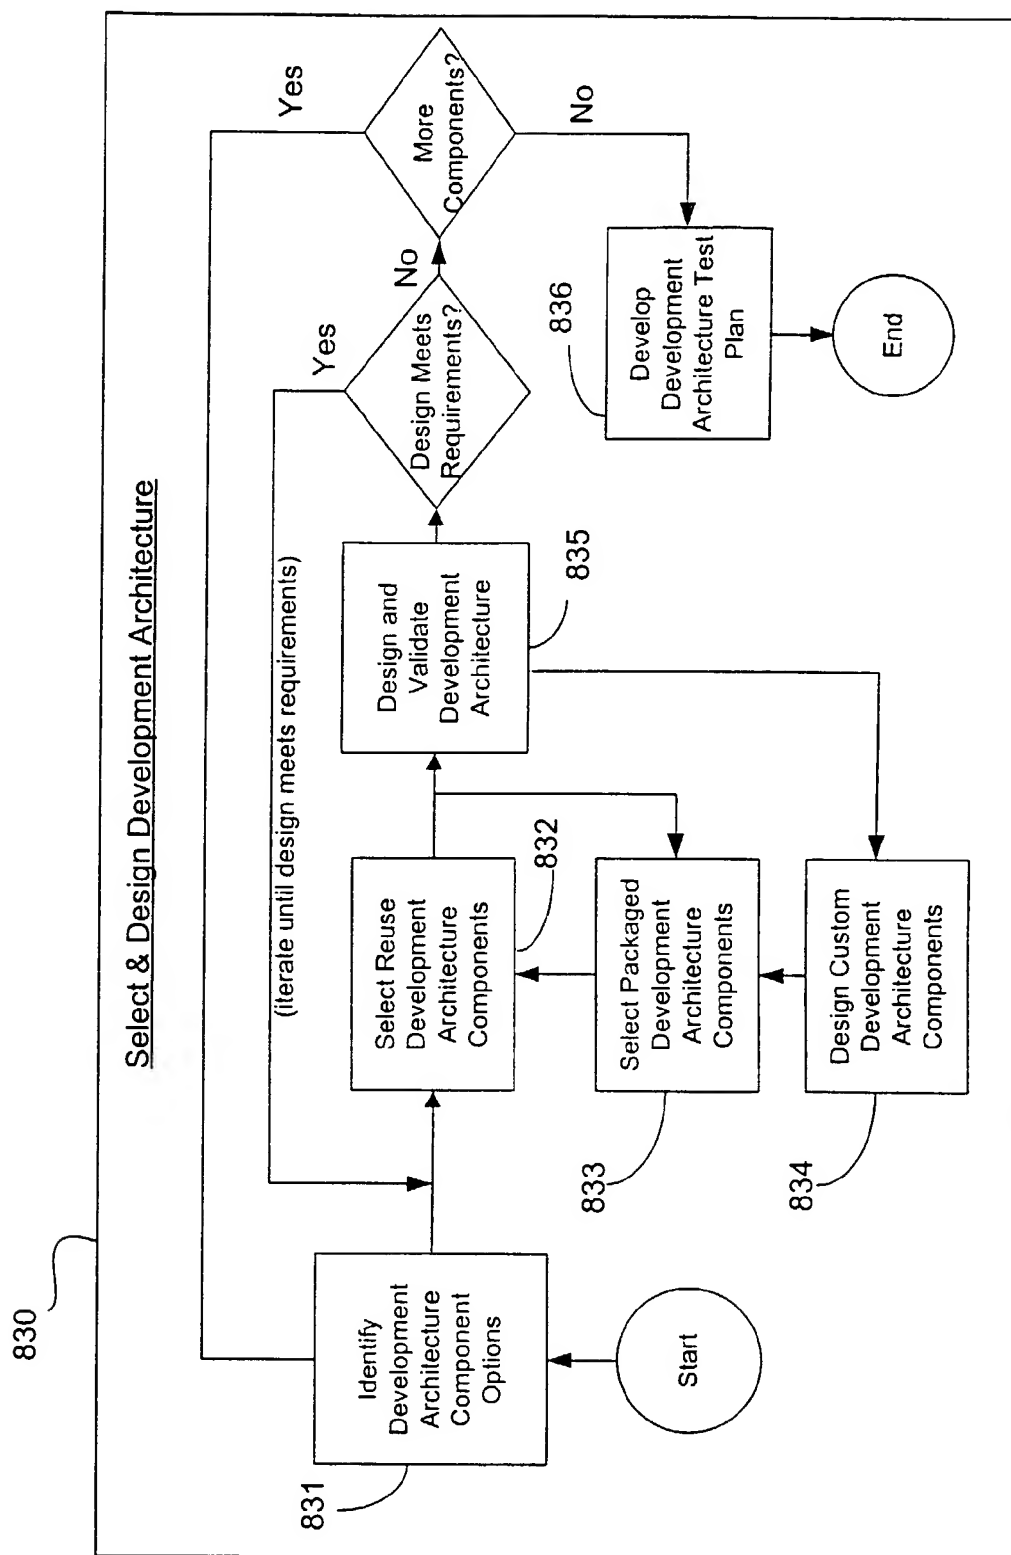 830
Select & Design Development Architecture
Yes
(iterate until design meets requirements)
Yes
831
Identify
Development
Architecture
Component
Options
Start
Select Reuse
Development
Architecture
Components
832
Select Packaged
Development
Architecture
Components
833
Design Custom
Development
Architecture
Components
834
Design and
Validate
Development
Architecture
835
Design Meets
Requirements?
No
More
Components?
No
836
Develop
Development
Architecture Test
Plan
End